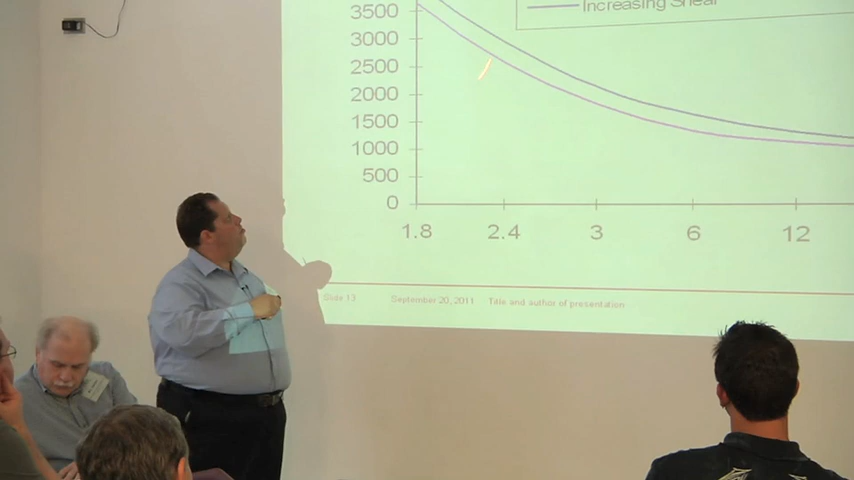 Increasing Shear
3500
3000
2500
2000
1500
1000
500
0
1.8 2.4 3 6 12
Slide 13 September 20, 2011 Title and author of presentation